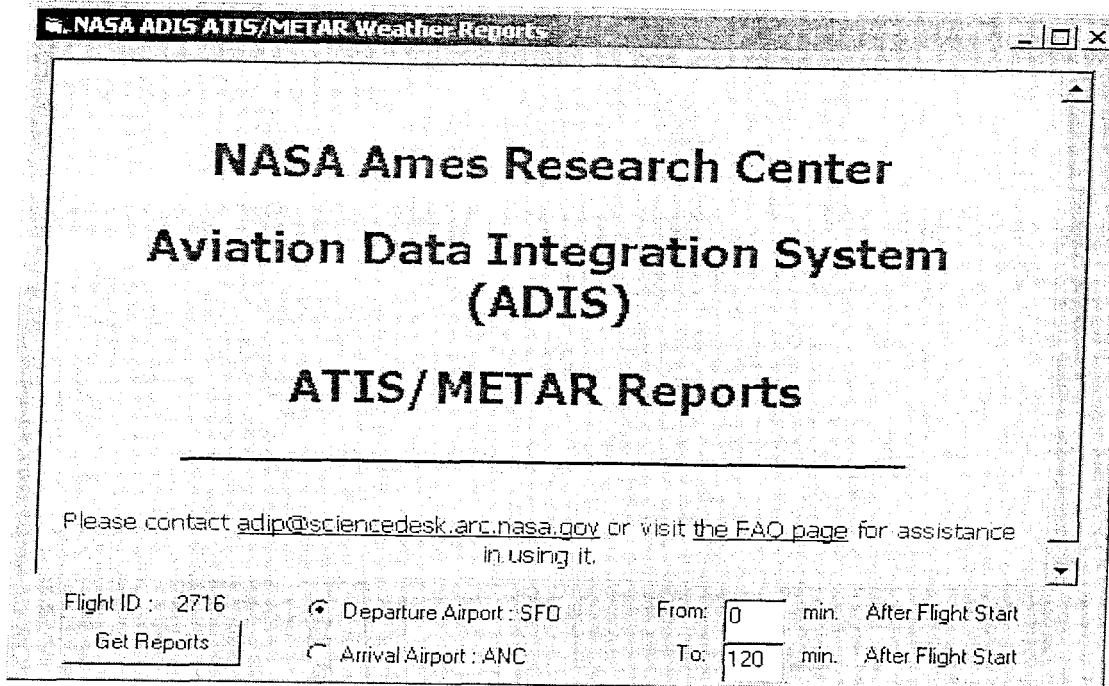 NASA ADIS ATIS/METAR Weather Reports
NASA Ames Research Center
Aviation Data Integration System
(ADIS)
ATIS/METAR Reports
Please contact adip@sciencedesk.arc.nasa.gov or visit the FAQ page for assistance
in using it.
Flight ID : 2716 Departure Airport : SFO From: 0 min. After Flight Start
Get Reports Arrival Airport : ANC To: 120 min. After Flight Start